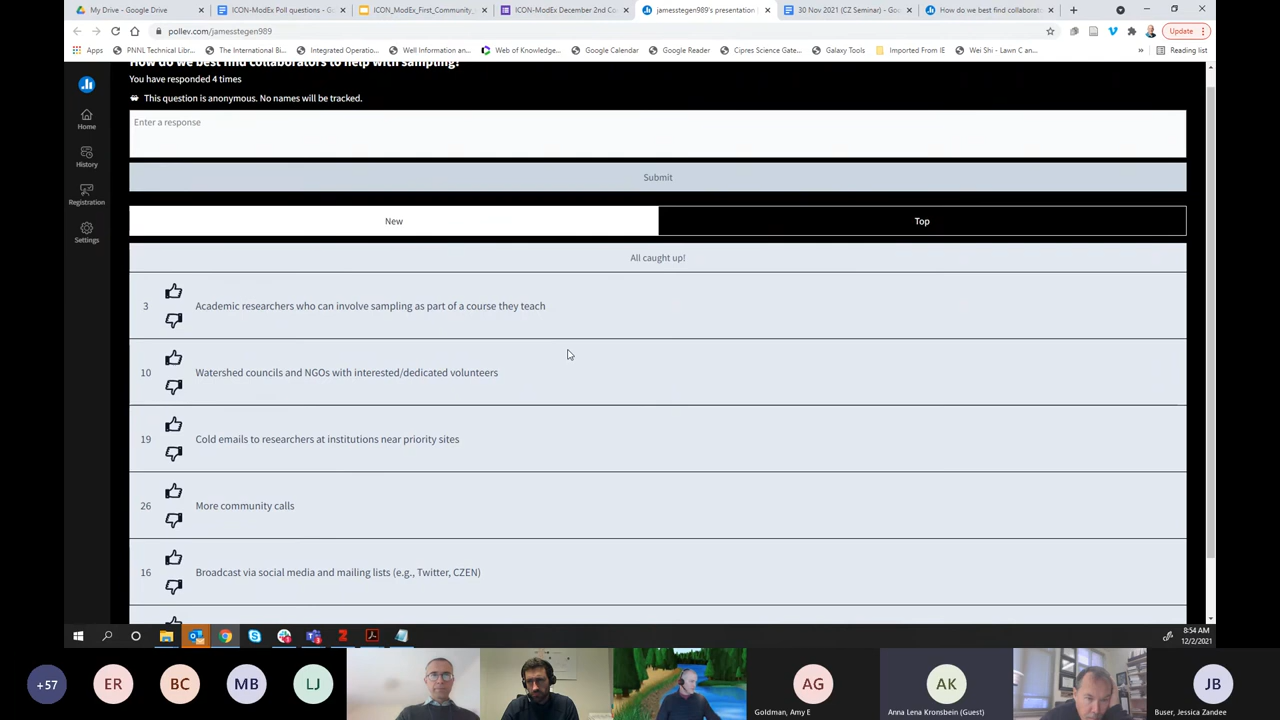 My Drive - Google Drive
ICON-ModEx Poll questions - Go
ICON_ModEx_First_Community_
ICON-ModEx December 2nd Co
jamesstegen989's presentation
30 Nov 2021 (CZ Seminar) - Go
How do we best find collaborato
pollev.com/jamesstegen989
Update
Apps
PNNL Technical Libr...
The International Bi...
Integrated Operatio...
Well Information an...
Web of Knowledge...
Google Calendar
Google Reader
Cipres Science Gate...
Galaxy Tools
Imported From IE
Wei Shi - Lawn C an...
»
Reading list
How do we best find collaborators to help with sampling?
You have responded 4 times
This question is anonymous. No names will be tracked.
Enter a response
Submit
Home
History
Registration
Settings
New
Top
All caught up!
3
Academic researchers who can involve sampling as part of a course they teach
10
Watershed councils and NGOs with interested/dedicated volunteers
19
Cold emails to researchers at institutions near priority sites
26
More community calls
16
Broadcast via social media and mailing lists (e.g., Twitter, CZEN)
8:54 AM
12/2/2021
+57
ER
BC
MB
LJ
AG
Goldman, Amy E
AK
Anna Lena Kronsbein (Guest)
JB
Buser, Jessica Zandee